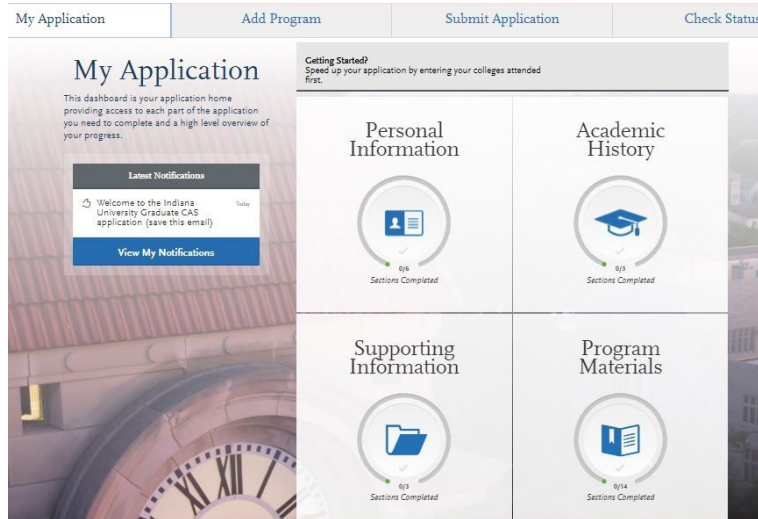 My Application
Add Program
Submit Application
Check Status
My Application
This dashboard is your application home
providing access to each part of the application
you need to complete and a high level overview of
your progress.
Latest Notifications
Welcome to the Indiana
University Graduate CAS
application (save this email)
Today
View My Notifications
Getting Started?
Speed up your application by entering your colleges attended
first.
Personal
Information
0/6
Sections Completed
Academic
History
0/3
Sections Completed
Supporting
Information
0/3
Sections Completed
Program
Materials
0/14
Sections Completed